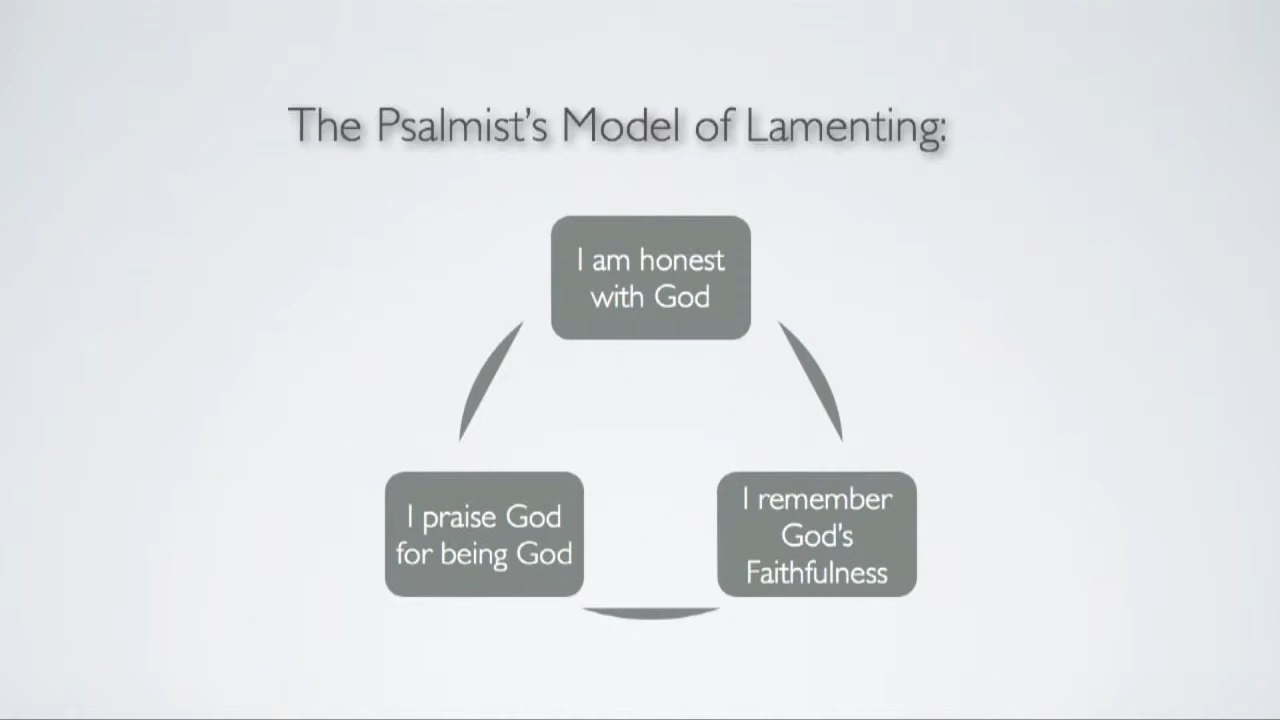 The Psalmist's Model of Lamenting:
I am honest
with God
I praise God
for being God
I remember
God's
Faithfulness